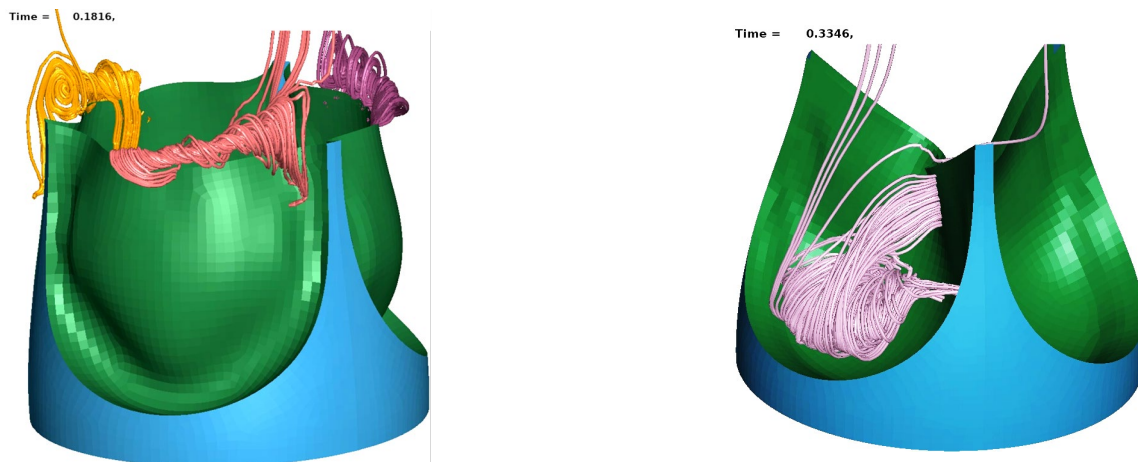 Time = 0.1816,
Time = 0.3346,